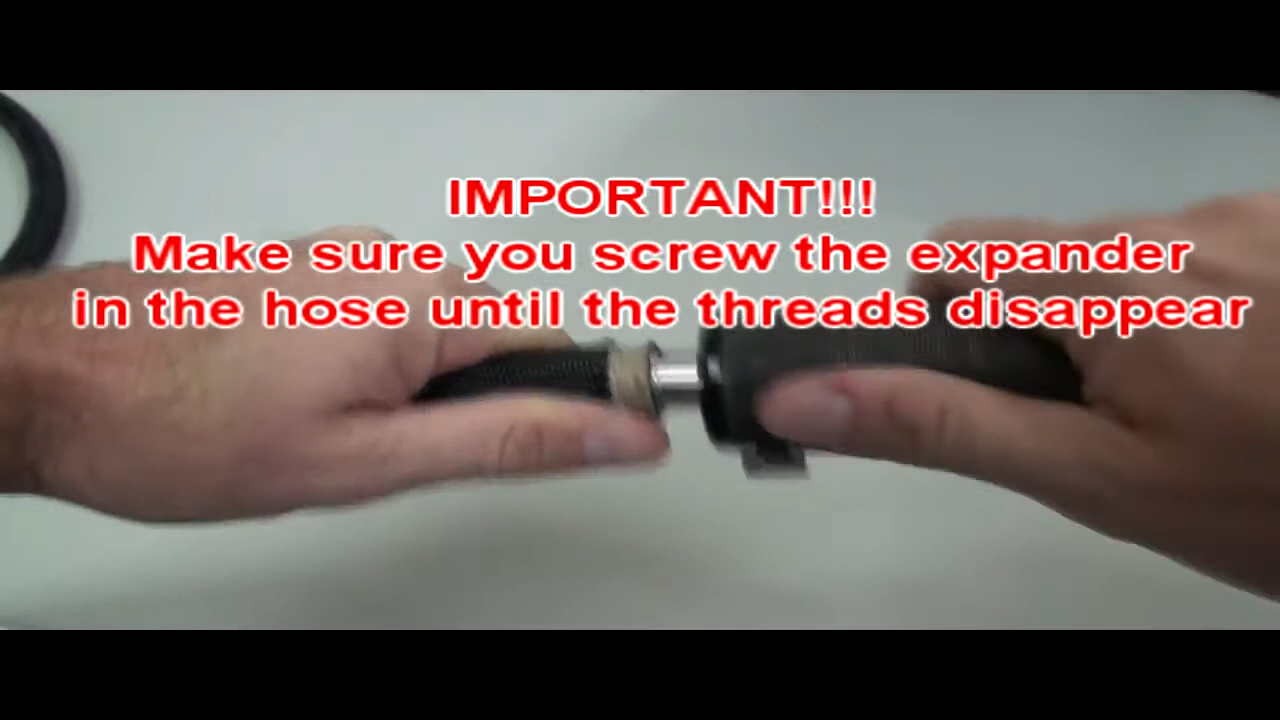 IMPORTANT!!!
Make sure you screw the expander
in the hose until the threads disappear